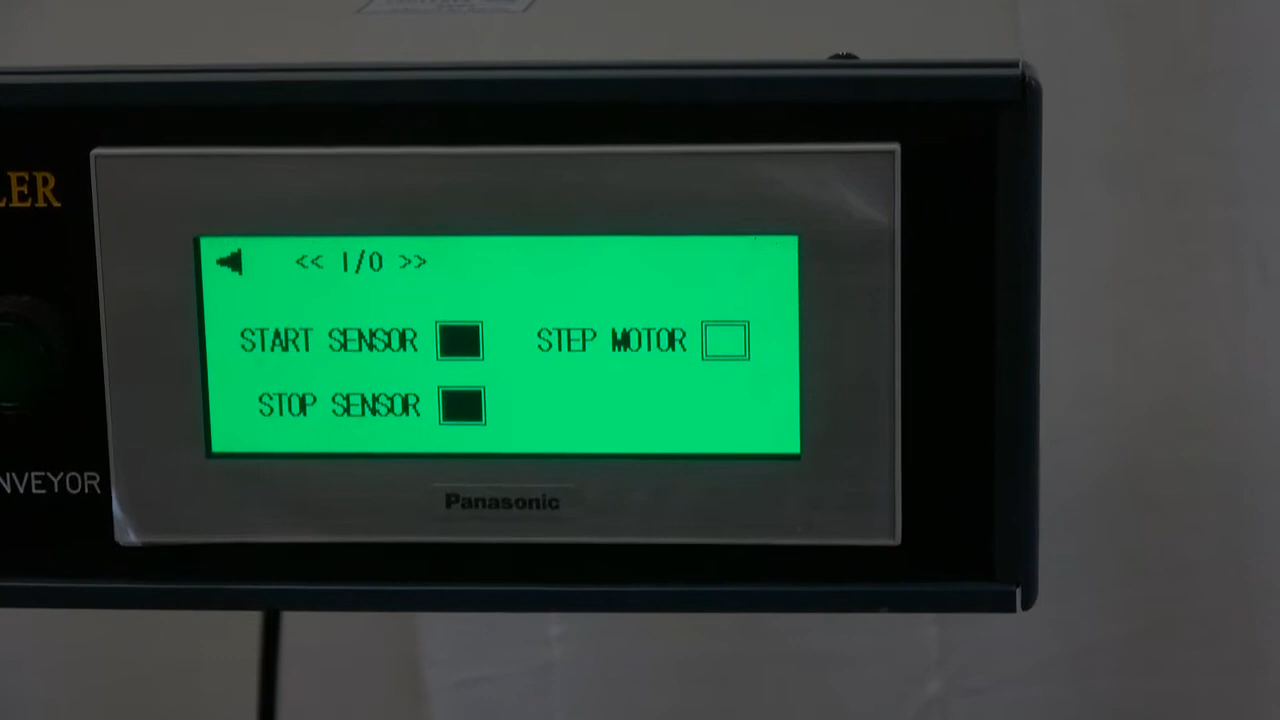 LER
<< I/O >>
START SENSOR
STEP MOTOR
STOP SENSOR
NVEYOR
Panasonic